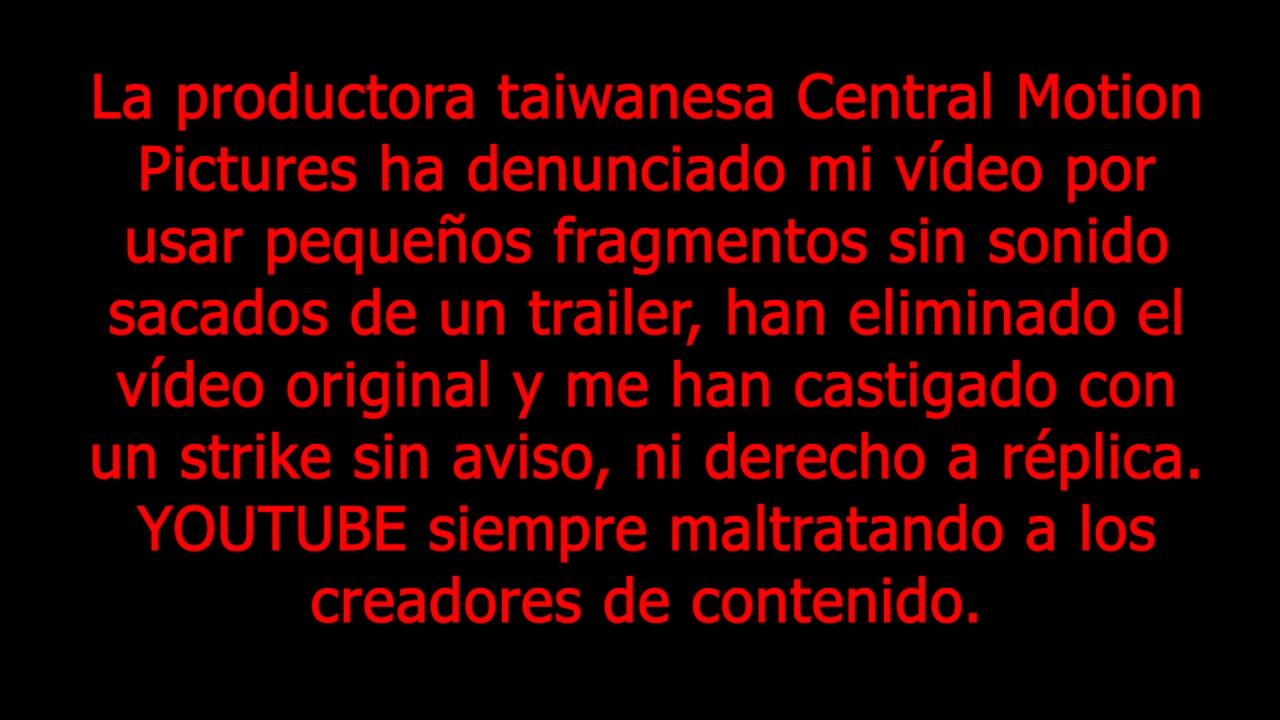 La productora taiwanesa Central Motion
Pictures ha denunciado mi vídeo por
usar pequeños fragmentos sin sonido
sacados de un trailer, han eliminado el
vídeo original y me han castigado con
un strike sin aviso, ni derecho a réplica.
YOUTUBE siempre maltratando a los
creadores de contenido.